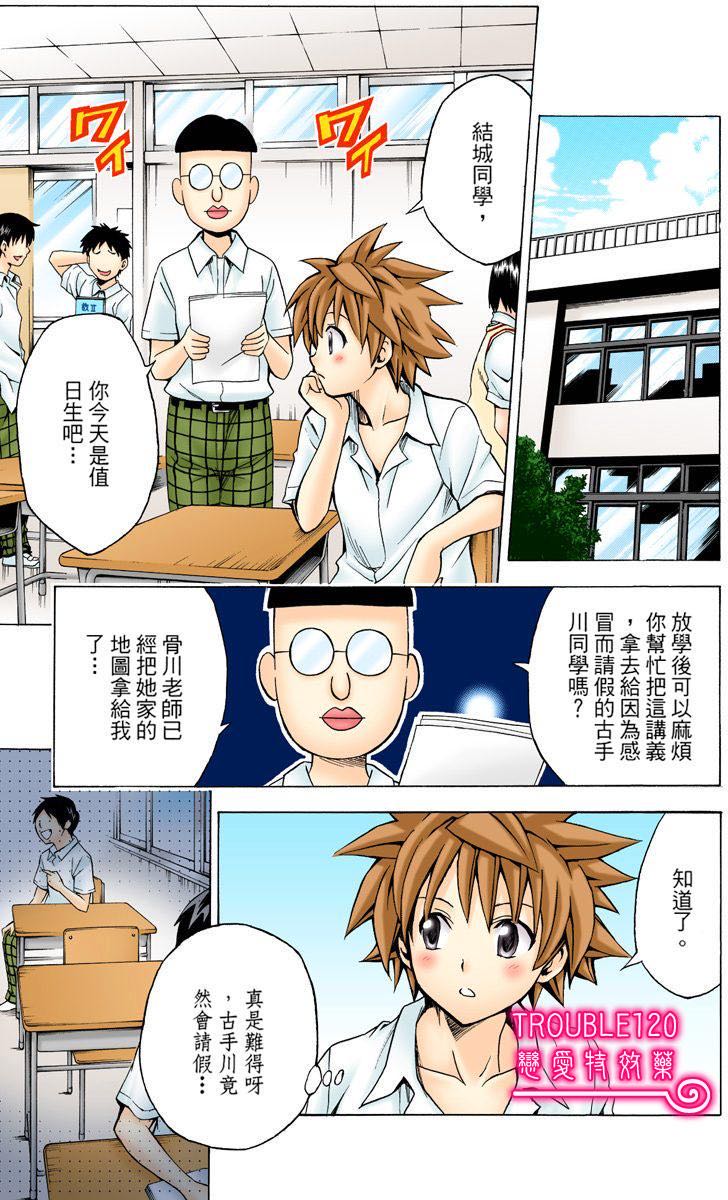 結城同學，
ワイ
ワイ
数II
你今天是值
日生吧…
放學後可以麻煩
你幫忙把這講義
，拿去給因為感
冒而請假的古手
川同學嗎？
骨川老師已
經把她家的
地圖拿給我
了…
知道了。
TROUBLE120
戀愛特效藥
真是難得呀
，古手川竟
然會請假…